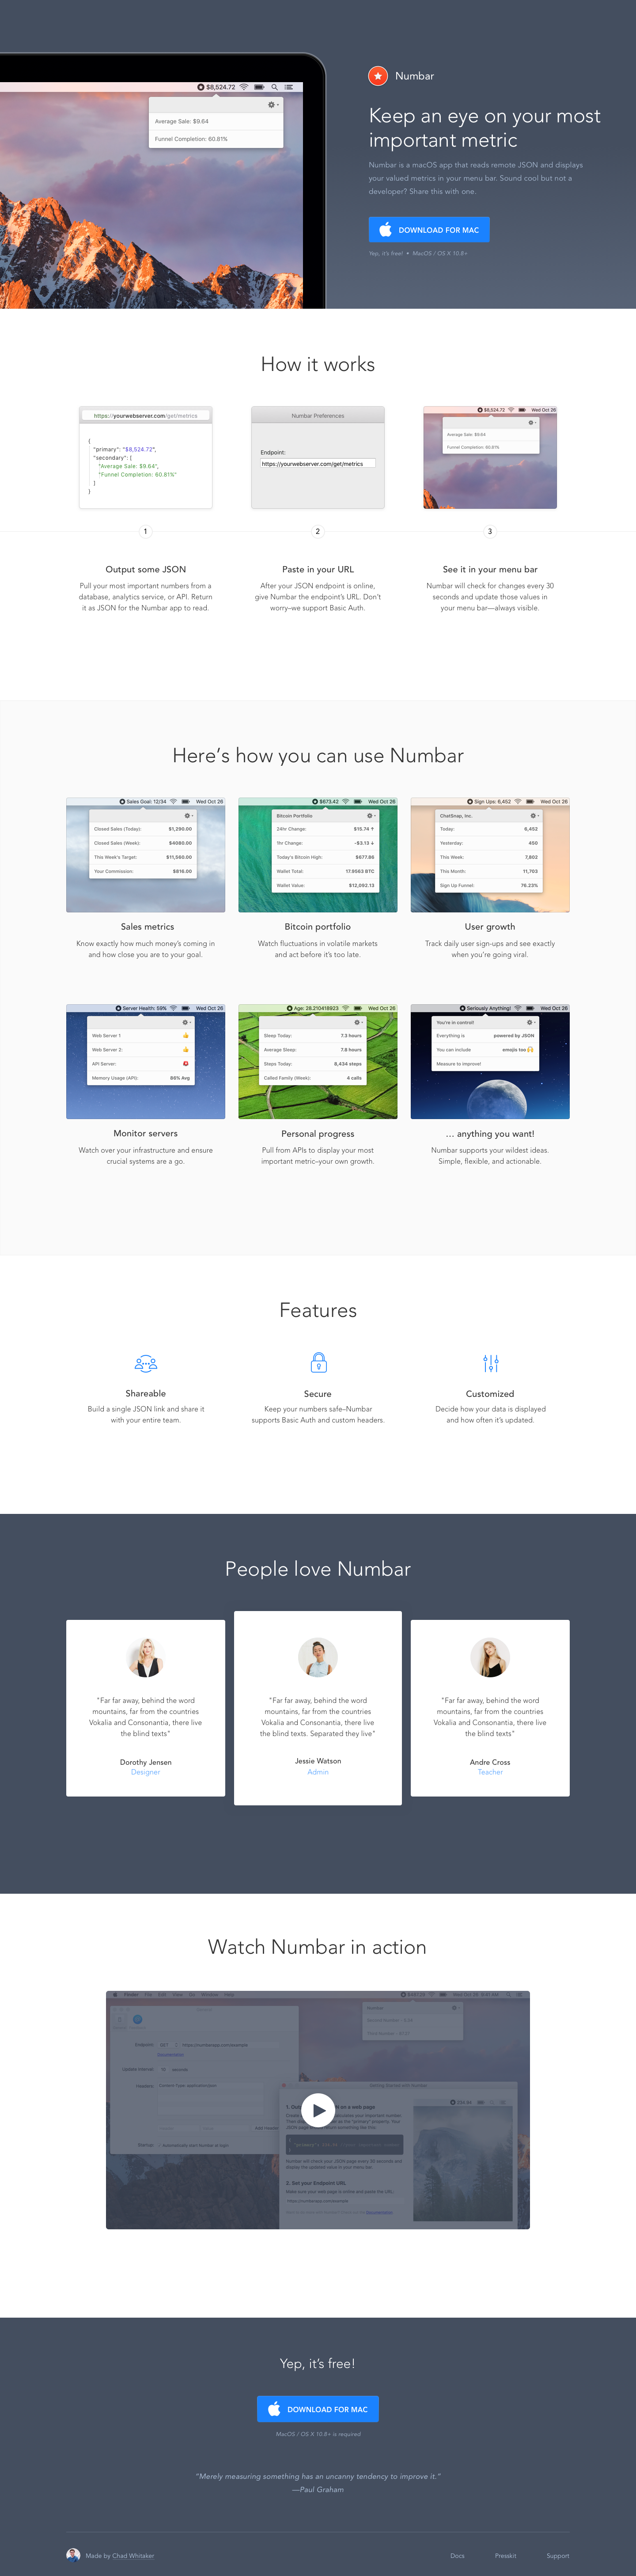 $8,524.72
Average Sale: $9.64
Funnel Completion: 60.81%
Numbar
Keep an eye on your most
important metric
Numbar is a macOS app that reads remote JSON and displays
your valued metrics in your menu bar. Sound cool but not a
developer? Share this with one.
DOWNLOAD FOR MAC
Yep, it's free! • MacOS / OS X 10.8+
How it works
https://yourwebserver.com/get/metrics
{
"primary": "$8,524.72",
"secondary": [
"Average Sale: $9.64",
"Funnel Completion: 60.81%"
]
}
Numbar Preferences
Endpoint:
https://yourwebserver.com/get/metrics
$8,524.72 Wed Oct 26
Average Sale: $9.64
Funnel Completion: 60.81%
1
2
3
Output some JSON
Pull your most important numbers from a
database, analytics service, or API. Return
it as JSON for the Numbar app to read.
Paste in your URL
After your JSON endpoint is online,
give Numbar the endpoint's URL. Don't
worry–we support Basic Auth.
See it in your menu bar
Numbar will check for changes every 30
seconds and update those values in
your menu bar—always visible.
Here's how you can use Numbar
Sales Goal: 12/34 Wed Oct 26
Closed Sales (Today): $1,290.00
Closed Sales (Week): $4080.00
This Week's Target: $11,560.00
Your Commission: $816.00
Sales metrics
Know exactly how much money's coming in
and how close you are to your goal.
$673.42 Wed Oct 26
Bitcoin Portfolio
24hr Change: $15.74 ↑
1hr Change: -$3.13 ↓
Today's Bitcoin High: $677.86
Wallet Total: 17.9063 BTC
Wallet Value: $12,092.13
Bitcoin portfolio
Watch fluctuations in volatile markets
and act before it's too late.
Sign Ups: 6,452 Wed Oct 26
ChatSnap, Inc.
Today: 6,452
Yesterday: 450
This Week: 7,802
This Month: 11,703
Sign Up Funnel: 76.23%
User growth
Track daily user sign-ups and see exactly
when you're going viral.
Server Health: 59% Wed Oct 26
Web Server 1 👍
Web Server 2: 👍
API Server:
Memory Usage (API): 86% Avg
Monitor servers
Watch over your infrastructure and ensure
crucial systems are a go.
Age: 28.210418923 Wed Oct 26
Sleep Today: 7.3 hours
Average Sleep: 7.8 hours
Steps Today: 8,434 steps
Called Family (Week): 4 calls
Personal progress
Pull from APIs to display your most
important metric–your own growth.
Seriously Anything! Wed Oct 26
You're in control!
Everything is powered by JSON
You can include emojis too
Measure to improve!
… anything you want!
Numbar supports your wildest ideas.
Simple, flexible, and actionable.
Features
Shareable
Build a single JSON link and share it
with your entire team.
Secure
Keep your numbers safe–Numbar
supports Basic Auth and custom headers.
Customized
Decide how your data is displayed
and how often it's updated.
People love Numbar
"Far far away, behind the word
mountains, far from the countries
Vokalia and Consonantia, there live
the blind texts"
Dorothy Jensen
Designer
"Far far away, behind the word
mountains, far from the countries
Vokalia and Consonantia, there live
the blind texts. Separated they live"
Jessie Watson
Admin
"Far far away, behind the word
mountains, far from the countries
Vokalia and Consonantia, there live
the blind texts"
Andre Cross
Teacher
Watch Numbar in action
Finder File Edit View Go Window Help
Endpoint: GET
Update Interval: seconds
Headers:
Startup: Automatically start Numbar at login
2. Set your Endpoint URL
Yep, it's free!
DOWNLOAD FOR MAC
MacOS / OS X 10.8+ is required
"Merely measuring something has an uncanny tendency to improve it."
—Paul Graham
Made by Chad Whitaker
Docs
Presskit
Support